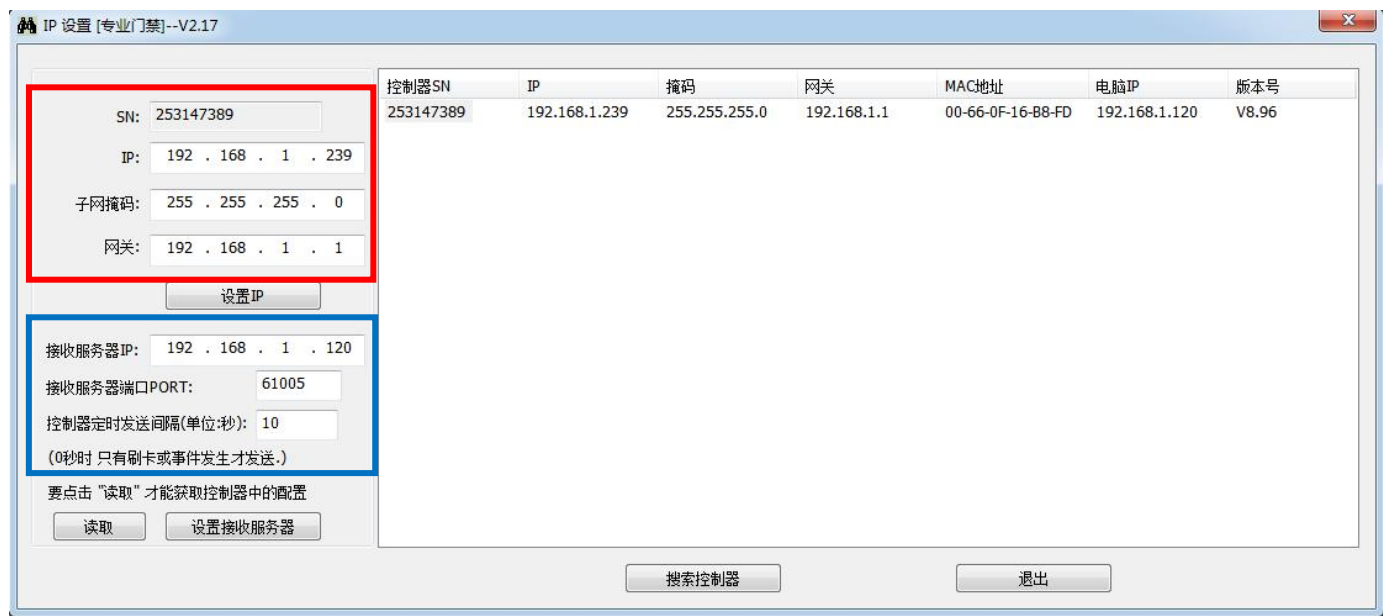 IP 设置 [专业门禁]--V2.17
控制器SN IP 掩码 网关 MAC地址 电脑IP 版本号
253147389 192.168.1.239 255.255.255.0 192.168.1.1 00-66-0F-16-B8-FD 192.168.1.120 V8.96
SN: 253147389
IP: 192 . 168 . 1 . 239
子网掩码: 255 . 255 . 255 . 0
网关: 192 . 168 . 1 . 1
设置IP
接收服务器IP: 192 . 168 . 1 . 120
接收服务器端口PORT: 61005
控制器定时发送间隔(单位:秒): 10
(0秒时 只有刷卡或事件发生才发送.)
要点击 "读取" 才能获取控制器中的配置
读取 设置接收服务器
搜索控制器 退出